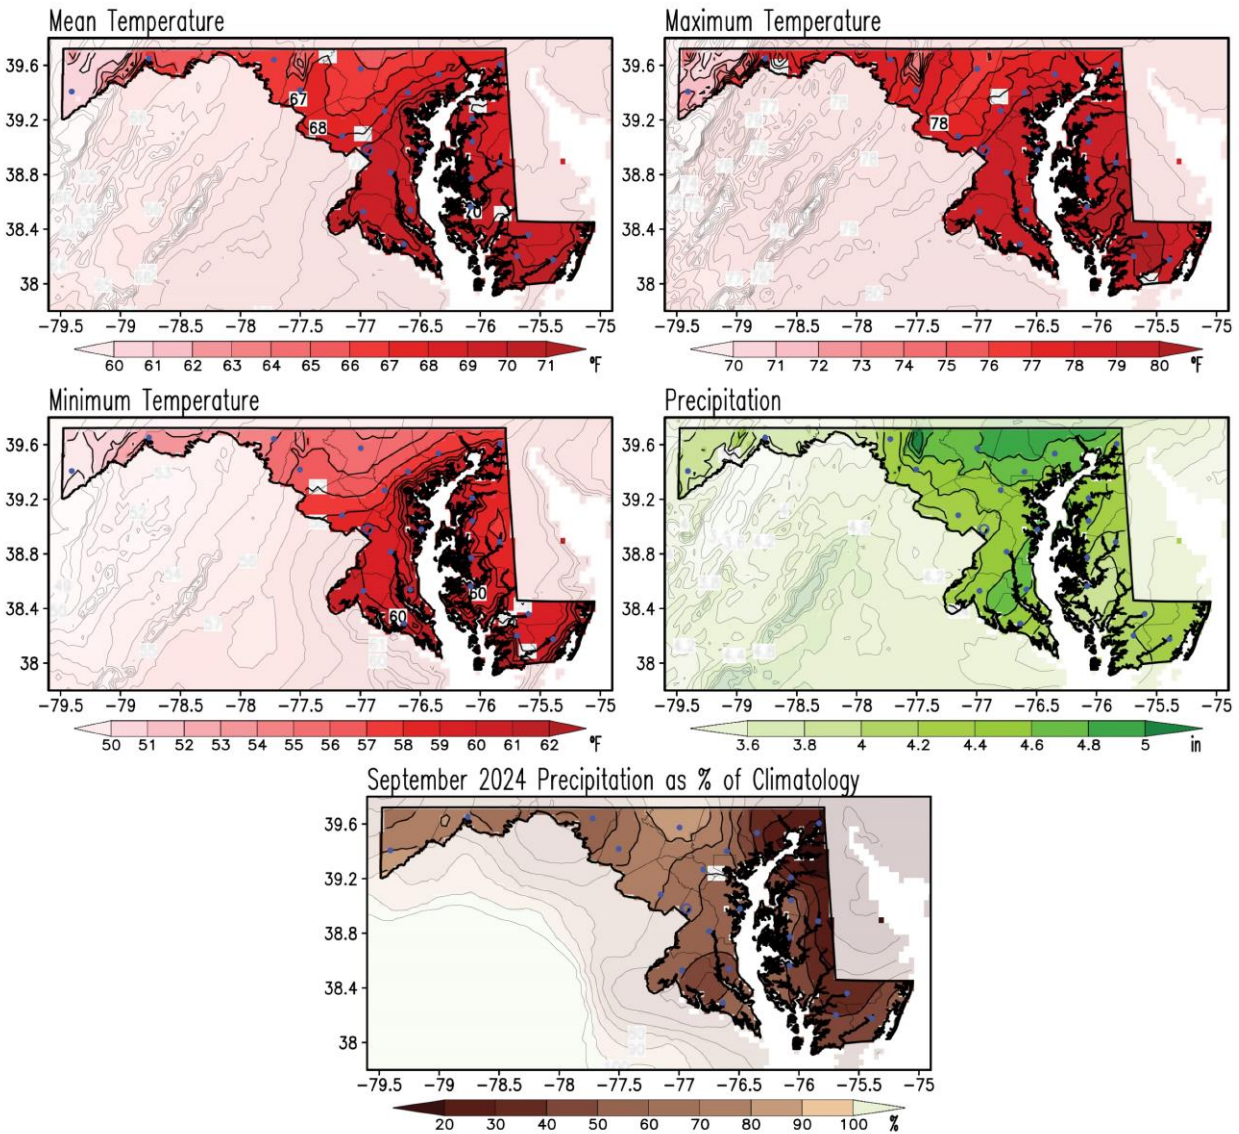 Mean Temperature
39.6
39.2
38.8
38.4
38
67
68
70
-79.5 -79 -78.5 -78 -77.5 -77 -76.5 -76 -75.5 -75
60 61 62 63 64 65 66 67 68 69 70 71 °F
Maximum Temperature
39.6
39.2
38.8
38.4
38
78
-79.5 -79 -78.5 -78 -77.5 -77 -76.5 -76 -75.5 -75
70 71 72 73 74 75 76 77 78 79 80 °F
Minimum Temperature
39.6
39.2
38.8
38.4
38
60
60
-79.5 -79 -78.5 -78 -77.5 -77 -76.5 -76 -75.5 -75
50 51 52 53 54 55 56 57 58 59 60 61 62 °F
Precipitation
39.6
39.2
38.8
38.4
38
-79.5 -79 -78.5 -78 -77.5 -77 -76.5 -76 -75.5 -75
3.6 3.8 4 4.2 4.4 4.6 4.8 5 in
September 2024 Precipitation as % of Climatology
39.6
39.2
38.8
38.4
38
-79.5 -79 -78.5 -78 -77.5 -77 -76.5 -76 -75.5 -75
20 30 40 50 60 70 80 90 100 %